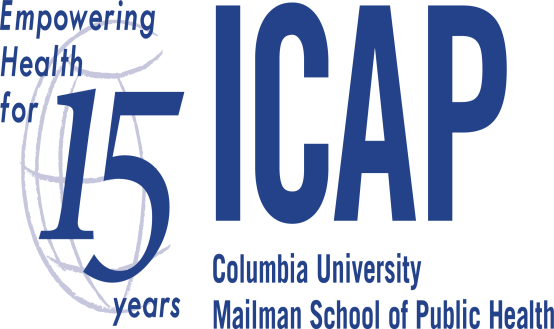 Empowering
Health
for
15
years
ICAP
Columbia University
Mailman School of Public Health